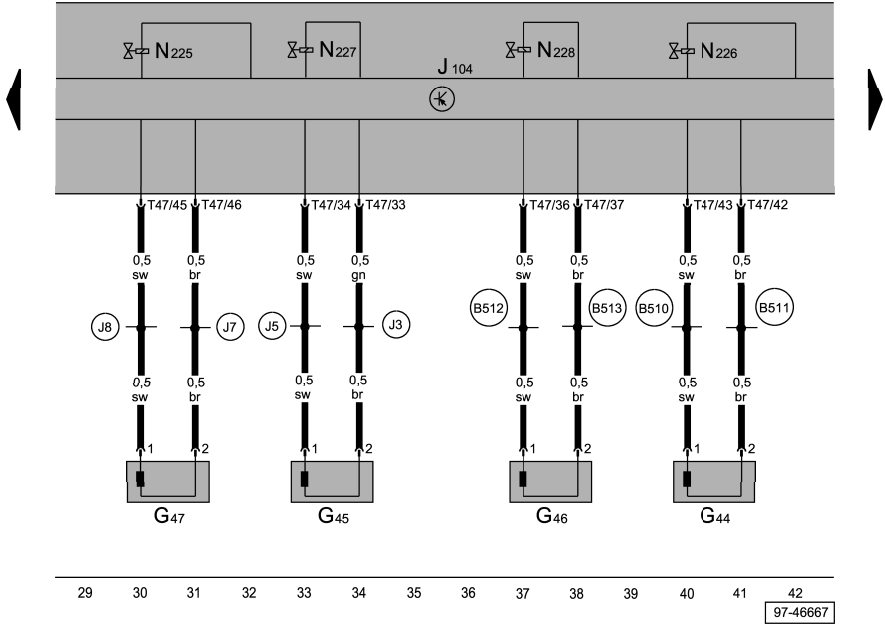 N225 N227 N228 N226
J 104
T47/45 T47/46 T47/34 T47/33 T47/36 T47/37 T47/43 T47/42
0,5 0,5 0,5 0,5 0,5 0,5 0,5 0,5
sw br sw gn sw br sw br
J8 J7 J5 J3 B512 B513 B510 B511
0,5 0,5 0,5 0,5 0,5 0,5 0,5 0,5
sw br sw br sw br sw br
1 2 1 2 1 2 1 2
G47 G45 G46 G44
29 30 31 32 33 34 35 36 37 38 39 40 41 42
97-46667